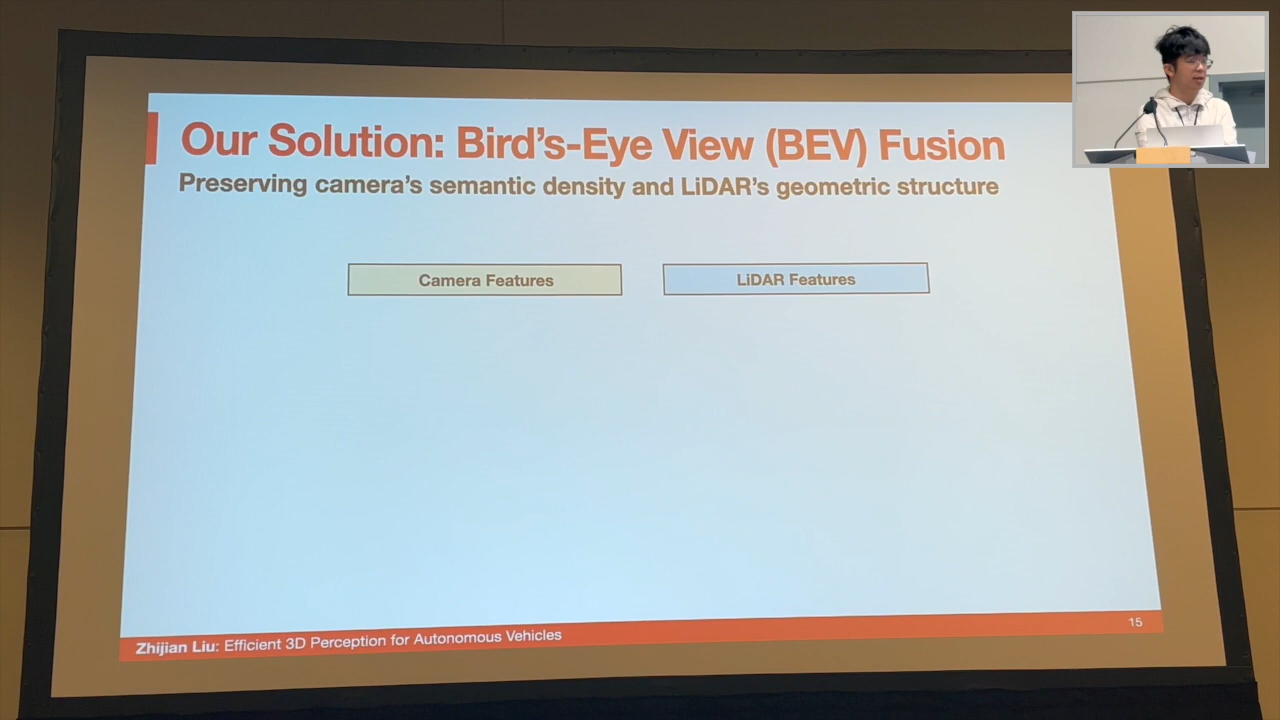 Our Solution: Bird's-Eye View (BEV) Fusion
Preserving camera's semantic density and LiDAR's geometric structure
Camera Features
LiDAR Features
Zhijian Liu: Efficient 3D Perception for Autonomous Vehicles
15